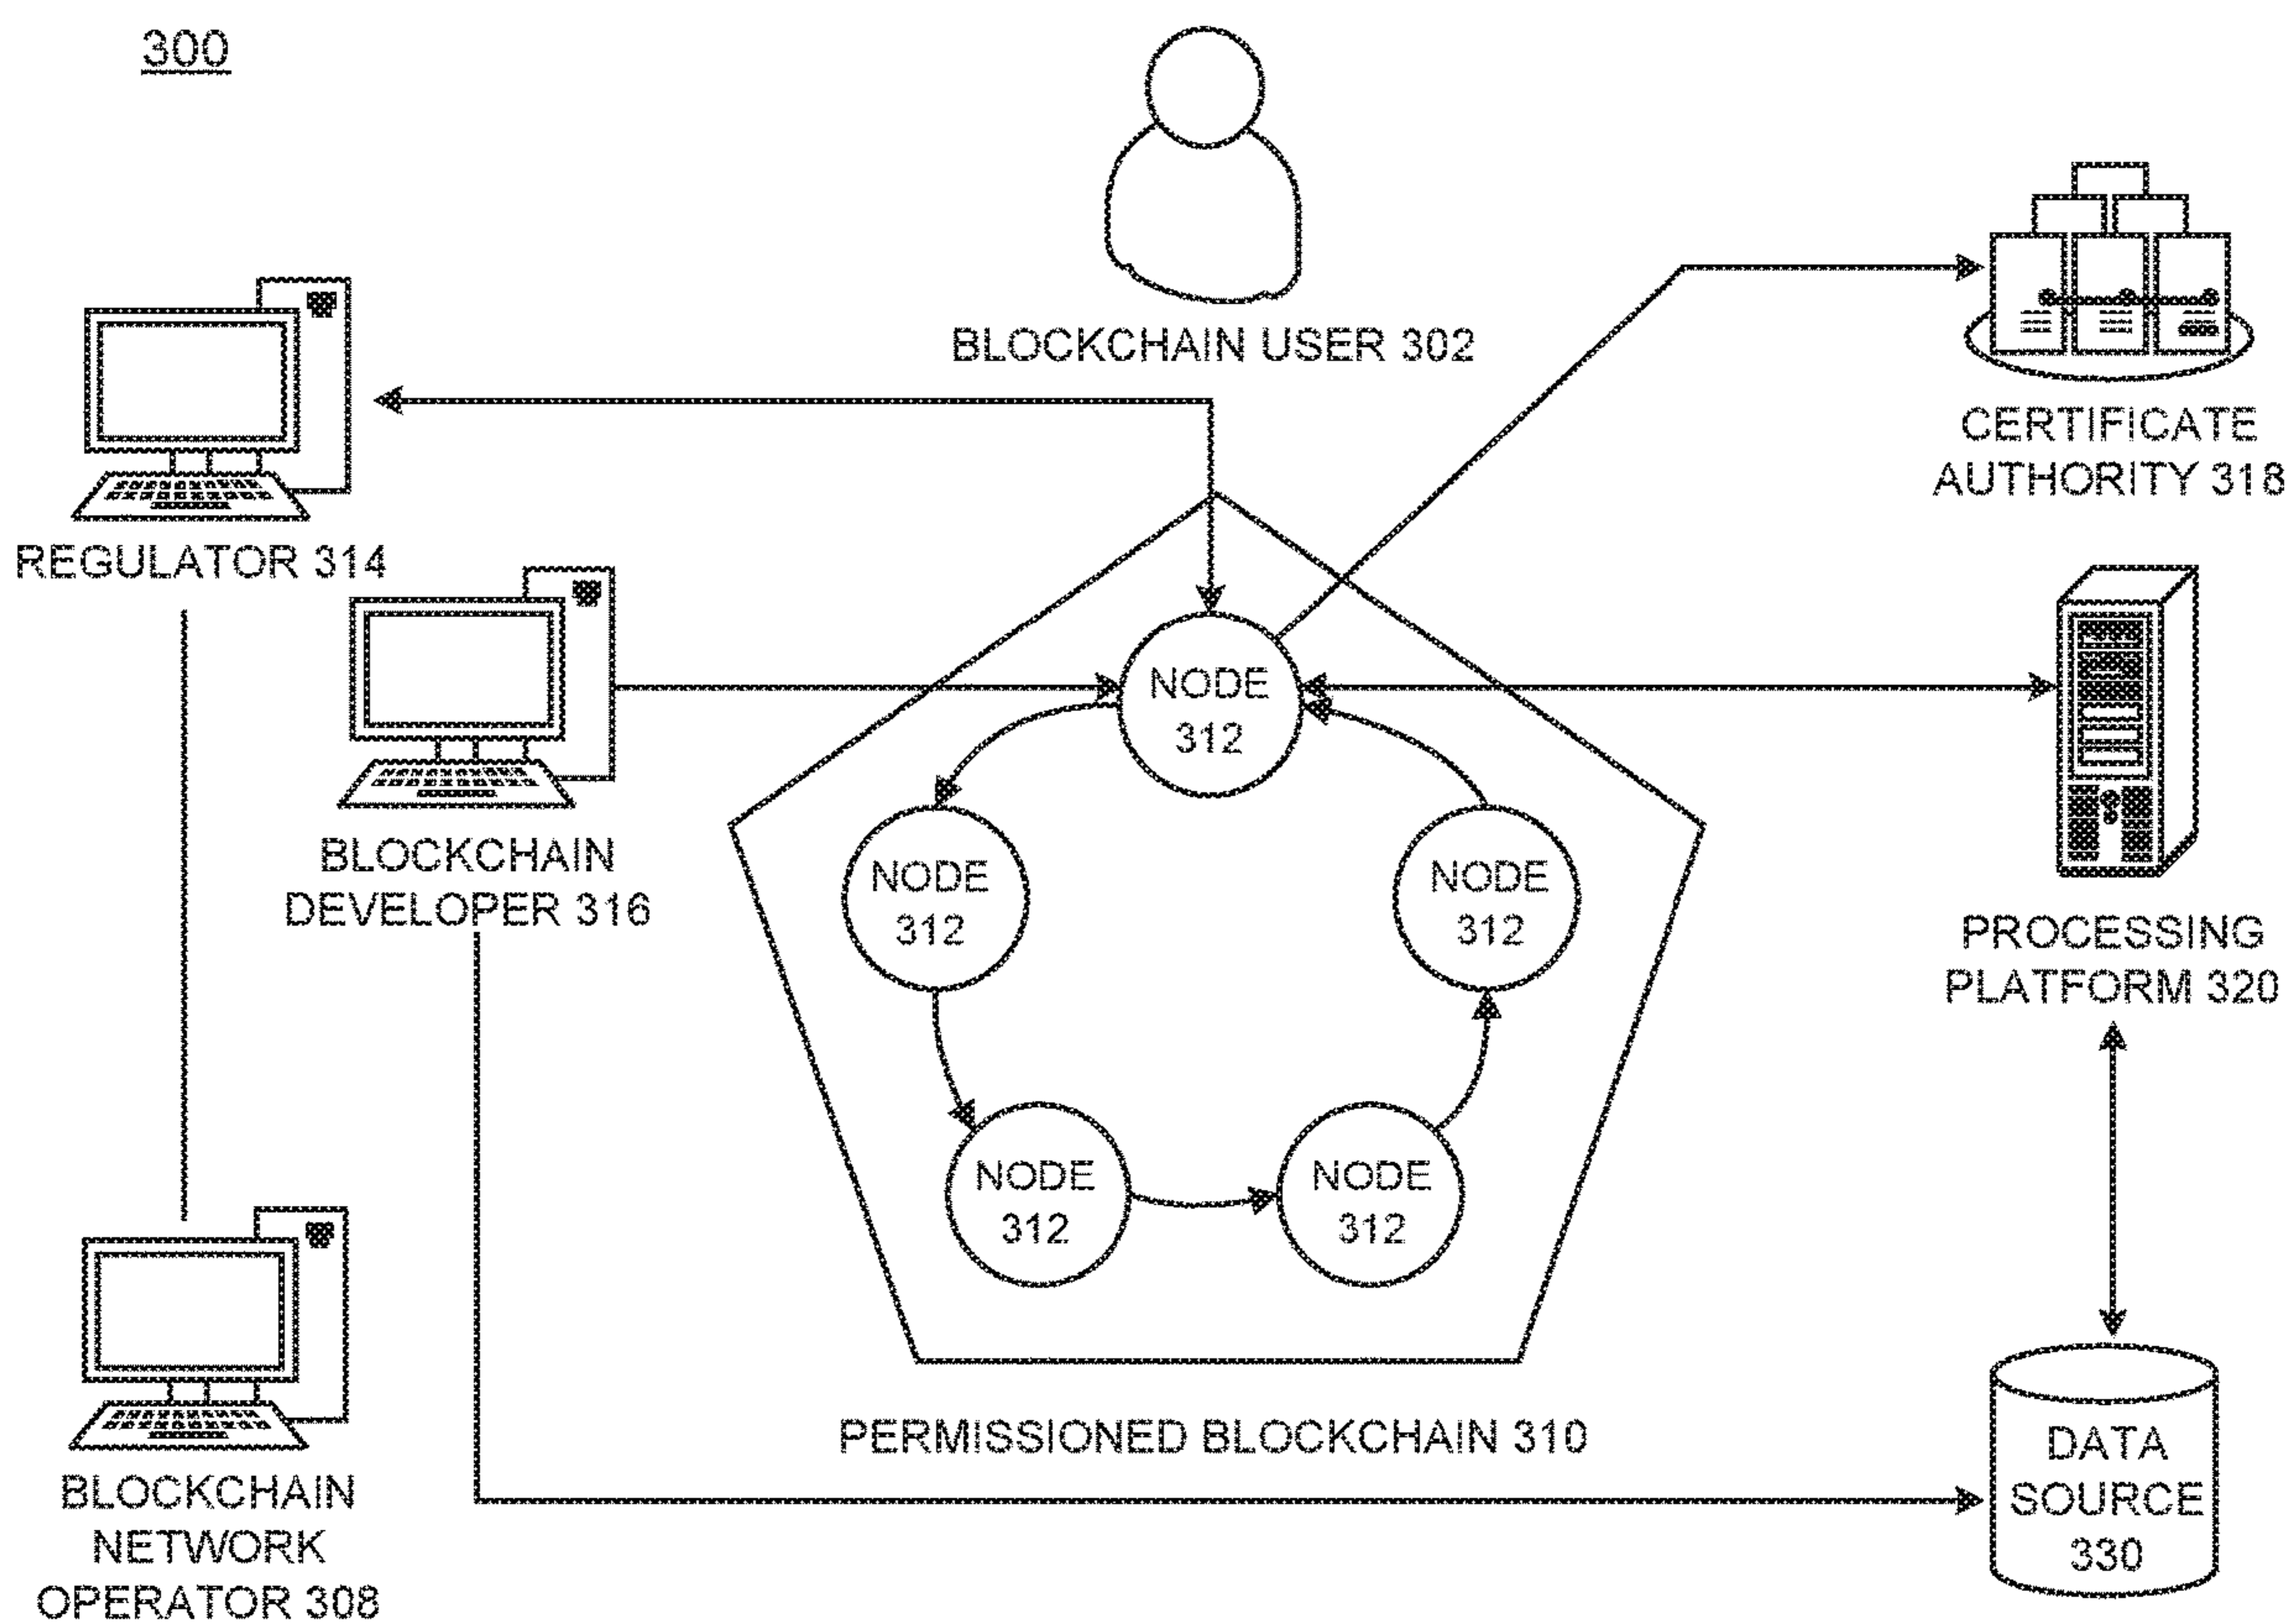 300
BLOCKCHAIN USER 302
CERTIFICATE
AUTHORITY 318
REGULATOR 314
NODE
312
BLOCKCHAIN
DEVELOPER 316
NODE
312
NODE
312
PROCESSING
PLATFORM 320
NODE
312
NODE
312
PERMISSIONED BLOCKCHAIN 310
DATA
SOURCE
330
BLOCKCHAIN
NETWORK
OPERATOR 308